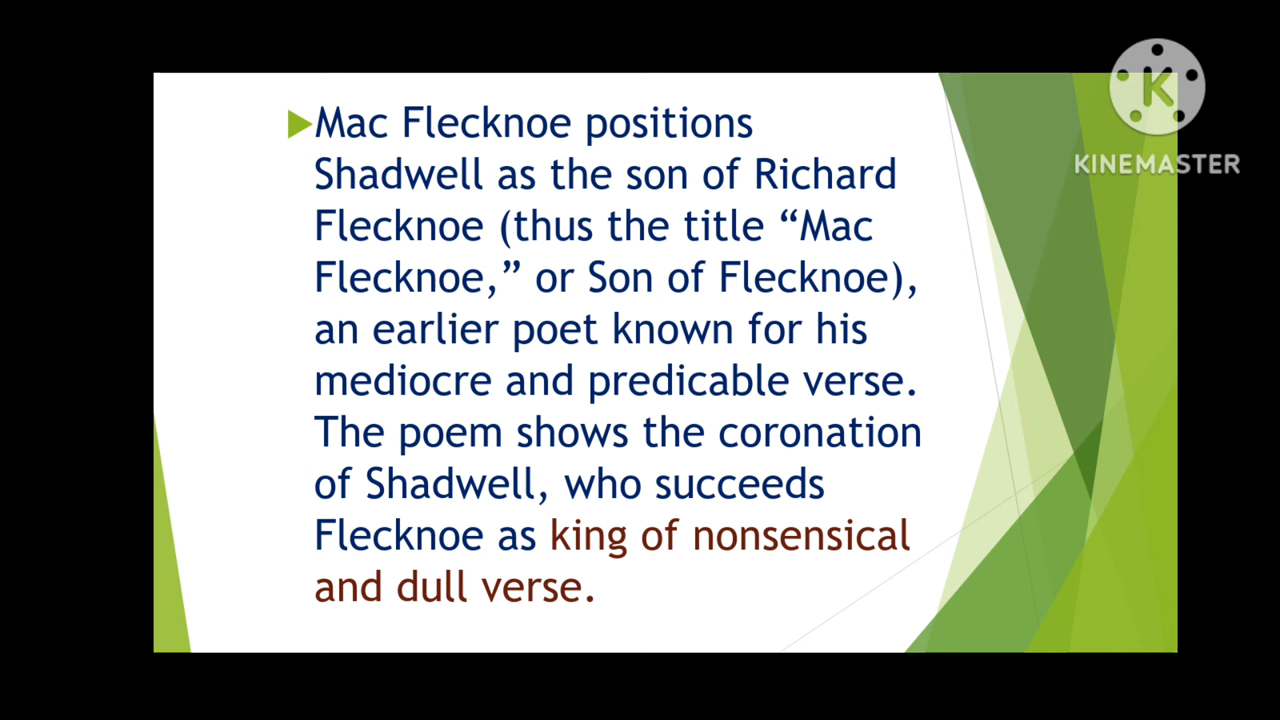 Mac Flecknoe positions
Shadwell as the son of Richard
Flecknoe (thus the title “Mac
Flecknoe,” or Son of Flecknoe),
an earlier poet known for his
mediocre and predicable verse.
The poem shows the coronation
of Shadwell, who succeeds
Flecknoe as king of nonsensical
and dull verse.
K
KINEMASTER